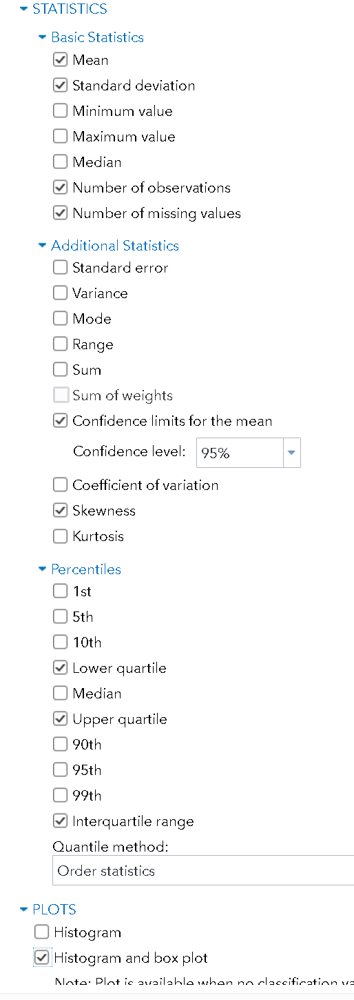 STATISTICS
Basic Statistics
Mean
Standard deviation
Minimum value
Maximum value
Median
Number of observations
Number of missing values
Additional Statistics
Standard error
Variance
Mode
Range
Sum
Sum of weights
Confidence limits for the mean
Confidence level: 95%
Coefficient of variation
Skewness
Kurtosis
Percentiles
1st
5th
10th
Lower quartile
Median
Upper quartile
90th
95th
99th
Interquartile range
Quantile method:
Order statistics
PLOTS
Histogram
Histogram and box plot
Note: Plot is available when no classification va